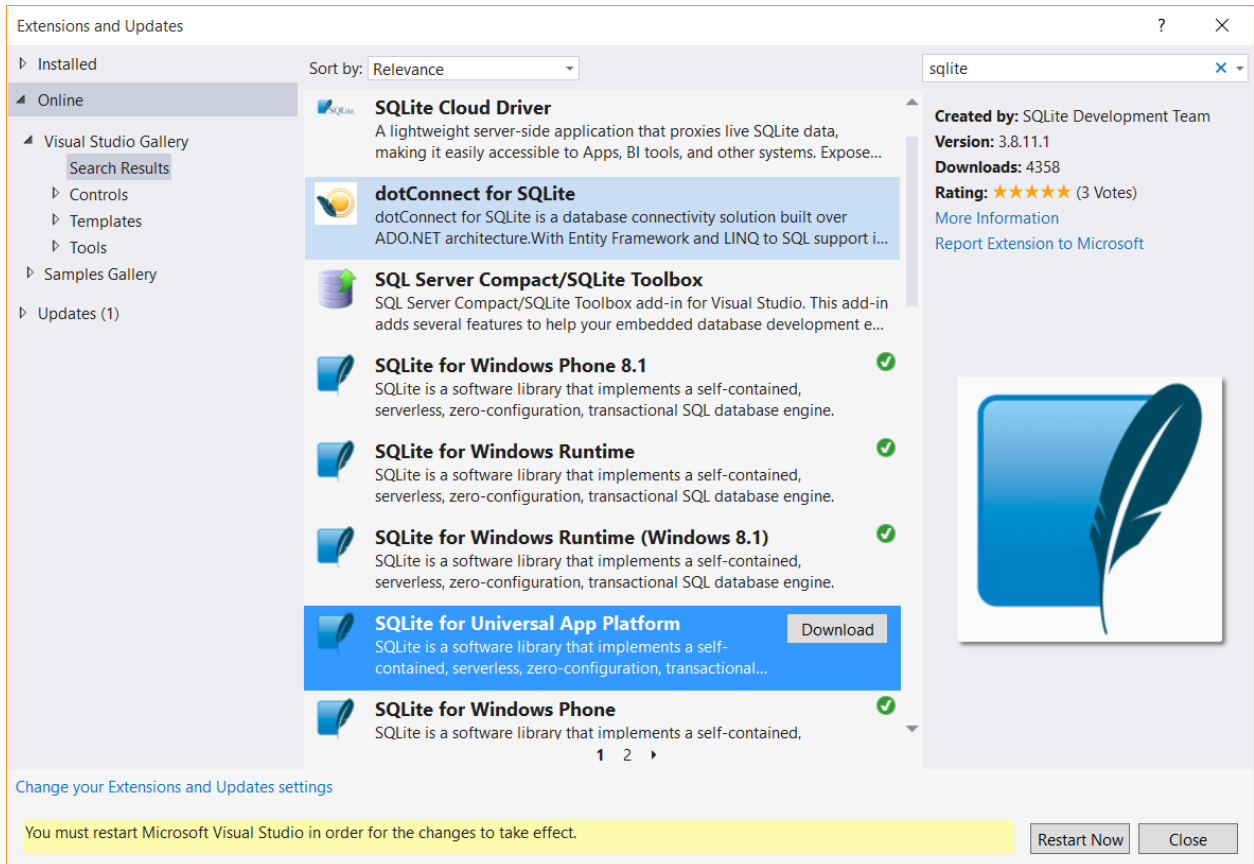 Extensions and Updates
?
Installed
Online
Visual Studio Gallery
Search Results
Controls
Templates
Tools
Samples Gallery
Updates (1)
Sort by: Relevance
SQLite
SQLite Cloud Driver
A lightweight server-side application that proxies live SQLite data,
making it easily accessible to Apps, BI tools, and other systems. Expose...
dotConnect for SQLite
dotConnect for SQLite is a database connectivity solution built over
ADO.NET architecture.With Entity Framework and LINQ to SQL support i...
SQL Server Compact/SQLite Toolbox
SQL Server Compact/SQLite Toolbox add-in for Visual Studio. This add-in
adds several features to help your embedded database development e...
SQLite for Windows Phone 8.1
SQLite is a software library that implements a self-contained,
serverless, zero-configuration, transactional SQL database engine.
SQLite for Windows Runtime
SQLite is a software library that implements a self-contained,
serverless, zero-configuration, transactional SQL database engine.
SQLite for Windows Runtime (Windows 8.1)
SQLite is a software library that implements a self-contained,
serverless, zero-configuration, transactional SQL database engine.
SQLite for Universal App Platform
Download
SQLite is a software library that implements a self-
contained, serverless, zero-configuration, transactional...
SQLite for Windows Phone
SQLite is a software library that implements a self-contained,
1 2
sqlite
Created by: SQLite Development Team
Version: 3.8.11.1
Downloads: 4358
Rating: ★★★★★ (3 Votes)
More Information
Report Extension to Microsoft
Change your Extensions and Updates settings
You must restart Microsoft Visual Studio in order for the changes to take effect.
Restart Now
Close